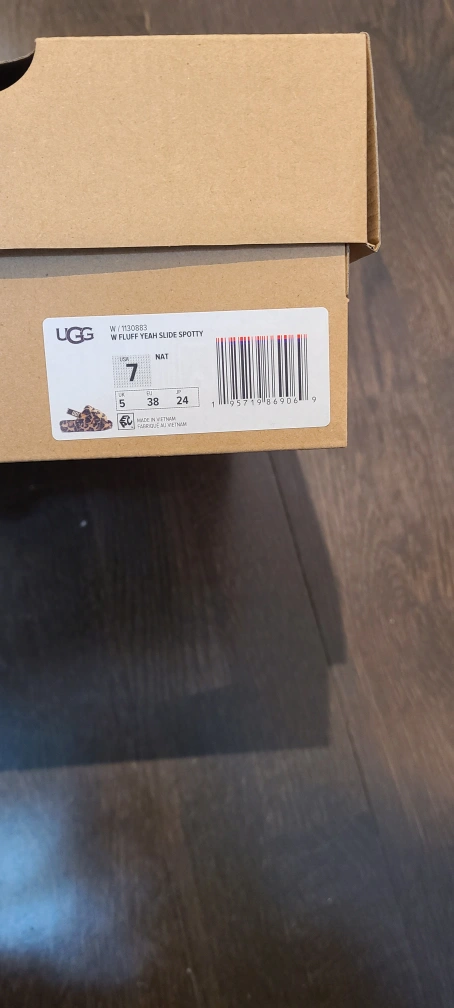 UGG
W / 1130883
W FLUFF YEAH SLIDE SPOTTY
USA
7
NAT
UK EU JP
5 38 24
MADE IN VIETNAM
FABRIQUÉ AU VIETNAM
1 95719 86906 9